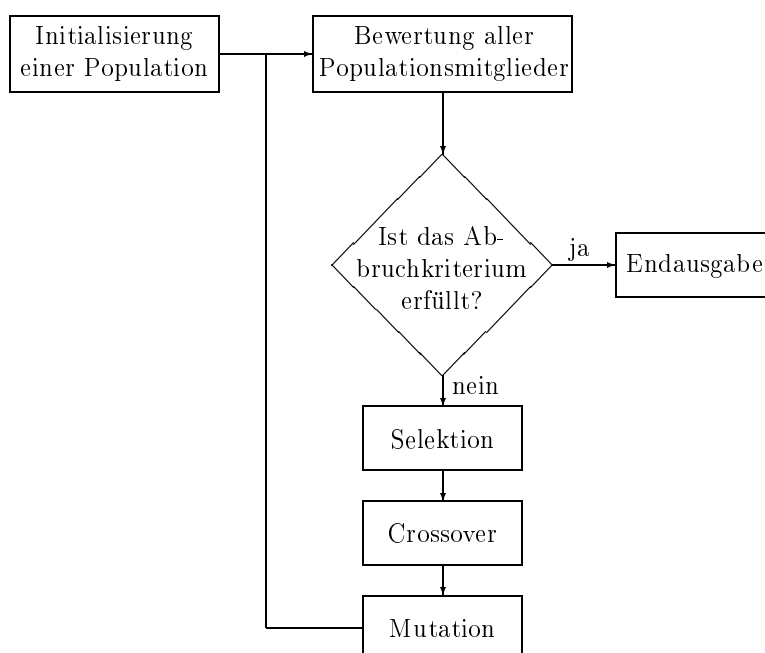 Initialisierung
einer Population
Bewertung aller
Populationsmitglieder
Ist das Ab-
bruchkriterium
erfüllt?
ja
Endausgabe
nein
Selektion
Crossover
Mutation